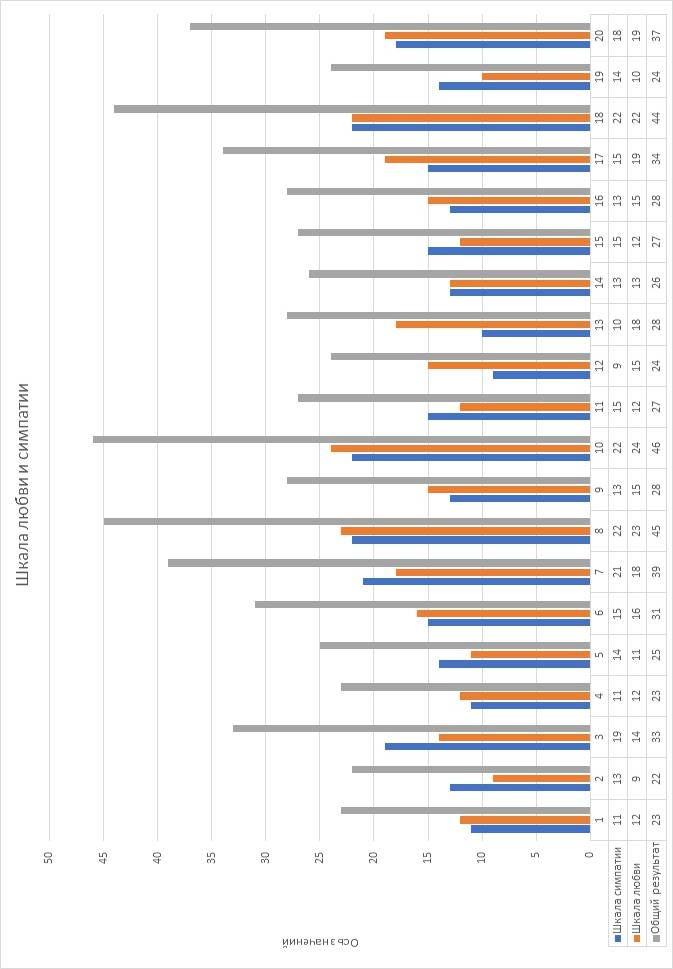 Шкала любви и симпатии
Ось значений
50
45
40
35
30
25
20
15
10
5
0
1 2 3 4 5 6 7 8 9 10 11 12 13 14 15 16 17 18 19 20
Шкала симпатии 11 13 19 11 14 15 21 22 13 22 15 9 10 13 15 13 15 22 14 18
Шкала любви 12 9 14 12 11 16 18 23 15 24 12 15 18 13 12 15 19 22 10 19
Общий результат 23 22 33 23 25 31 39 45 28 46 27 24 28 26 27 28 34 44 24 37